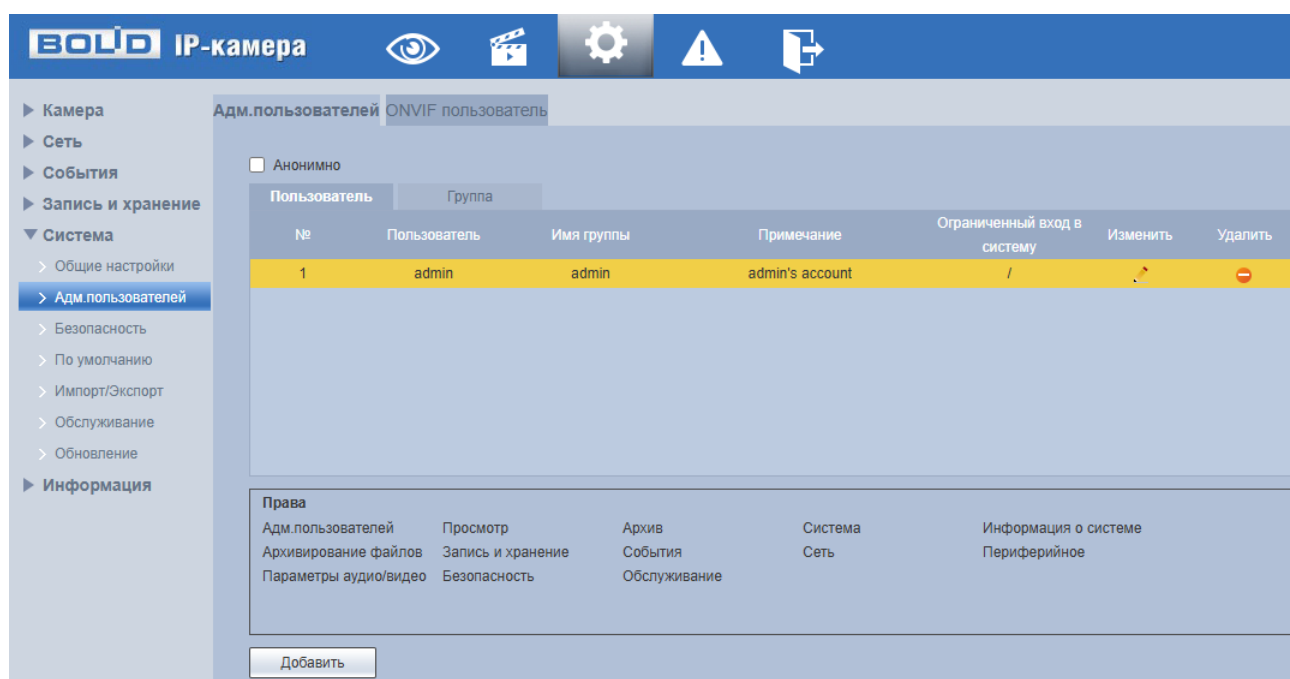 BOLID IP-камера
Камера
Сеть
События
Запись и хранение
Система
Общие настройки
Адм.пользователей
Безопасность
По умолчанию
Импорт/Экспорт
Обслуживание
Обновление
Информация
Адм.пользователей ONVIF пользователь
Анонимно
Пользователь Группа
№ Пользователь Имя группы Примечание Ограниченный вход в систему Изменить Удалить
1 admin admin admin's account /
Права
Адм.пользователей Просмотр Архив Система Информация о системе
Архивирование файлов Запись и хранение События Сеть Периферийное
Параметры аудио/видео Безопасность Обслуживание
Добавить